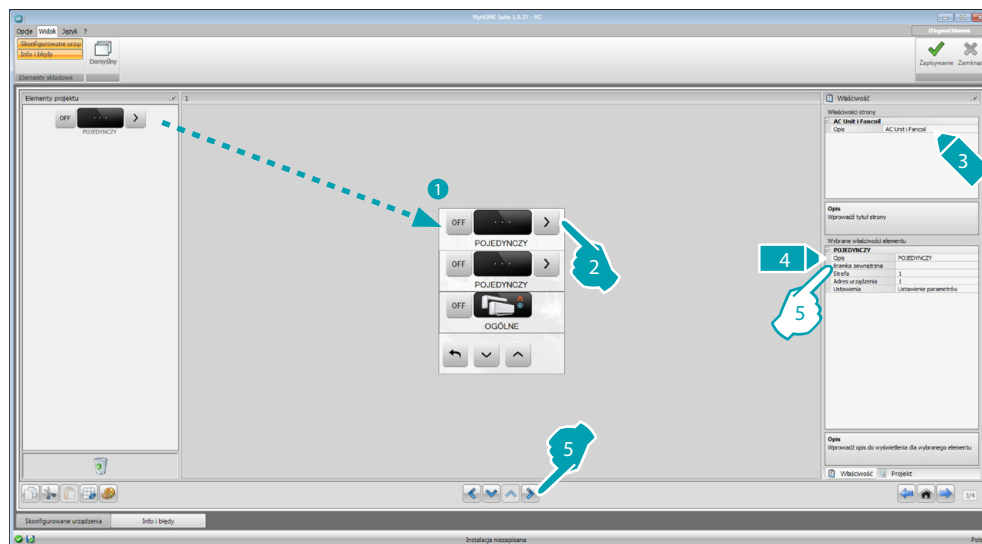 MyHOME Suite 1.0.37 - RC
Opcje Widok Język ?
Skonfigurowane urząp
Info i błędy
Domyślny
Elementy składowe
Zapisywanie Zamknąć
Elementy projektu
1
OFF
...
POJEDYNCZY
1
OFF
...
POJEDYNCZY
OFF
...
POJEDYNCZY
OFF
OGÓLNE
2
5
Właściwość
Właściwości strony
AC Unit i Fancoil
Opis AC Unit i Fancoil
3
Opis
Wprowadź tytuł strony
Wybrane właściwości elementu
POJEDYNCZY
Opis POJEDYNCZY
Bramka zewnętrzna
Strefa 1
Adres urządzenia 1
Ustawienia Ustawienie parametrów
4
5
Opis
Wprowadź opis do wyświetlenia dla wybranego elementu
Właściwość Projekt
3/4
Skonfigurowane urządzenia Info i błędy
Instalacja niezapisana
Pols